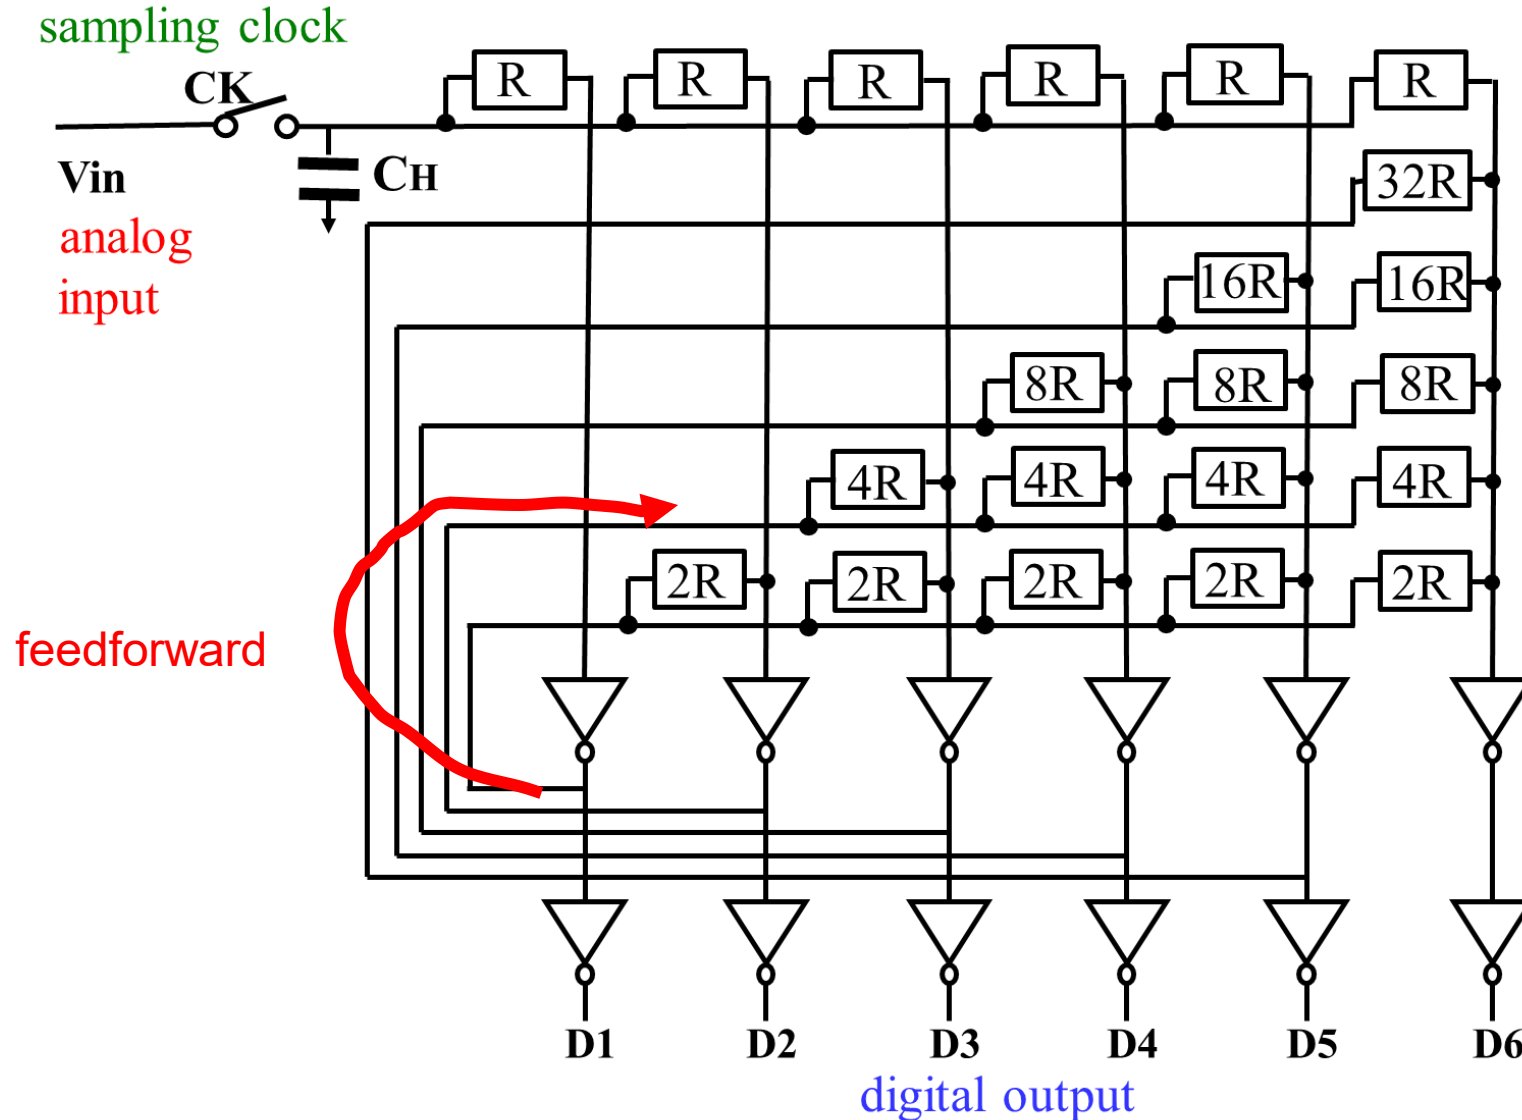 sampling clock
CK
R R R R R R
Vin
CH
32R
analog
input
16R 16R
8R 8R 8R
4R 4R 4R 4R
2R 2R 2R 2R 2R
feedforward
D1 D2 D3 D4 D5 D6
digital output